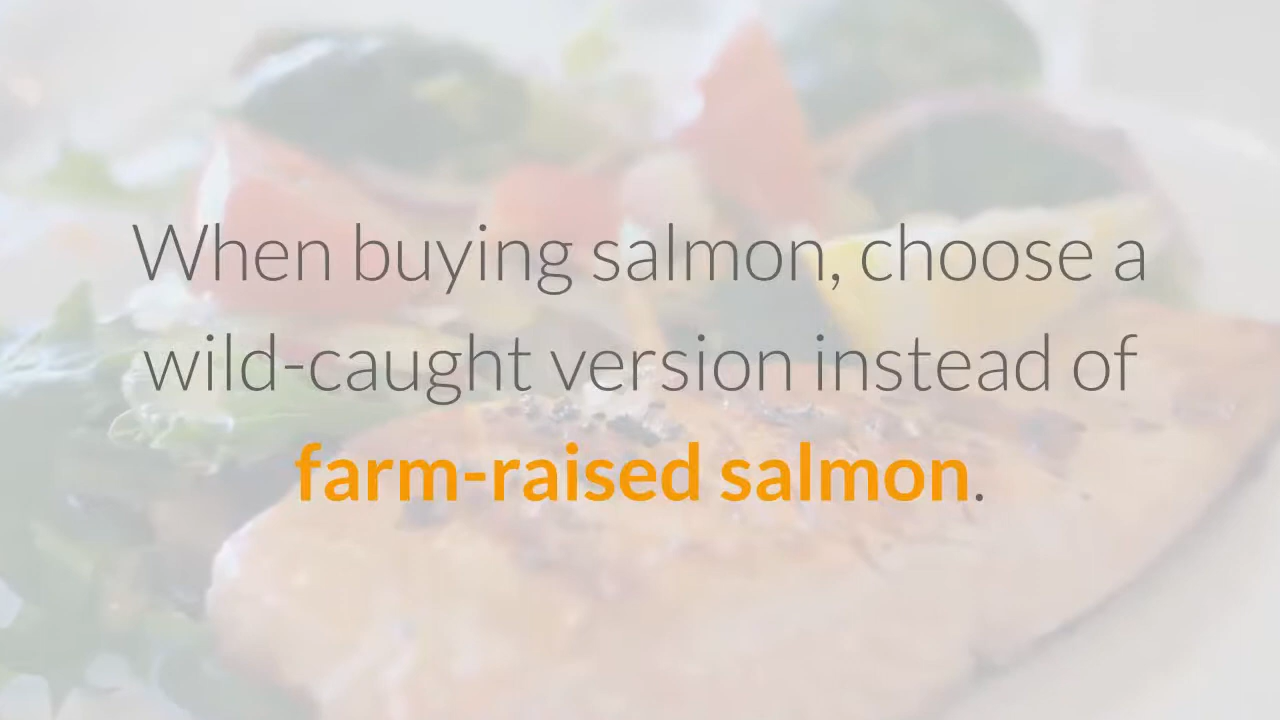 When buying salmon, choose a
wild-caught version instead of
farm-raised salmon.